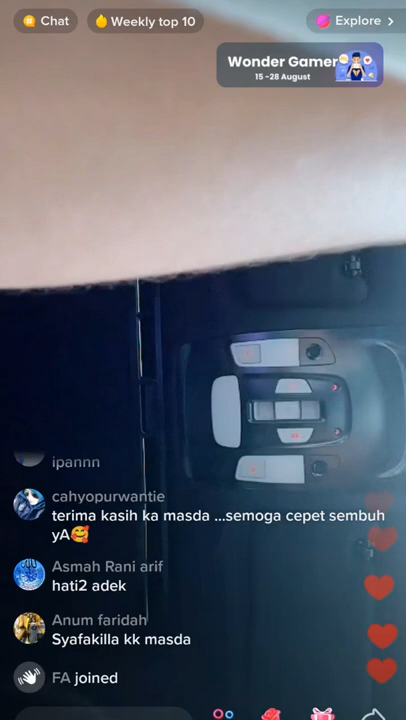 Chat
Weekly top 10
Explore >
Wonder Gamer
15 -28 August
ipannn
cahyopurwantie
terima kasih ka masda ...semoga cepet sembuh
yA🥰
Asmah Rani arif
hati2 adek
Anum faridah
Syafakilla kk masda
FA joined